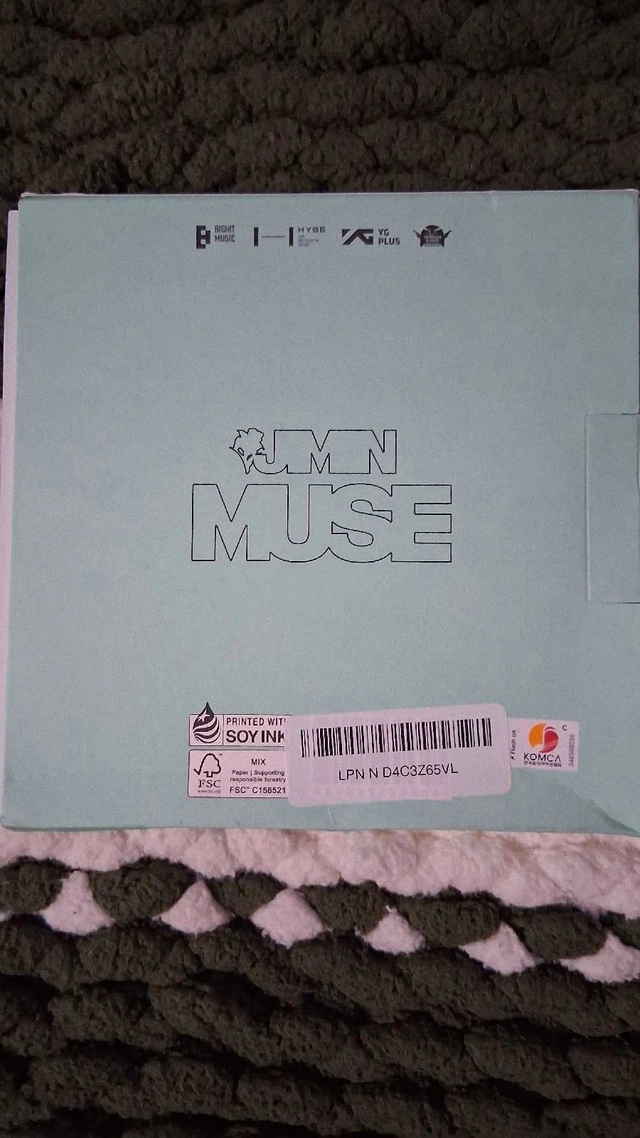 BIGHIT
MUSIC
HYBE
YG
PLUS
JIMIN
MUSE
PRINTED WITH
SOY INK
FSC
MIX
Paper | Supporting
responsible forestry
FSC™ C158521
LPN N D4C3Z65VL
C
KOMCA